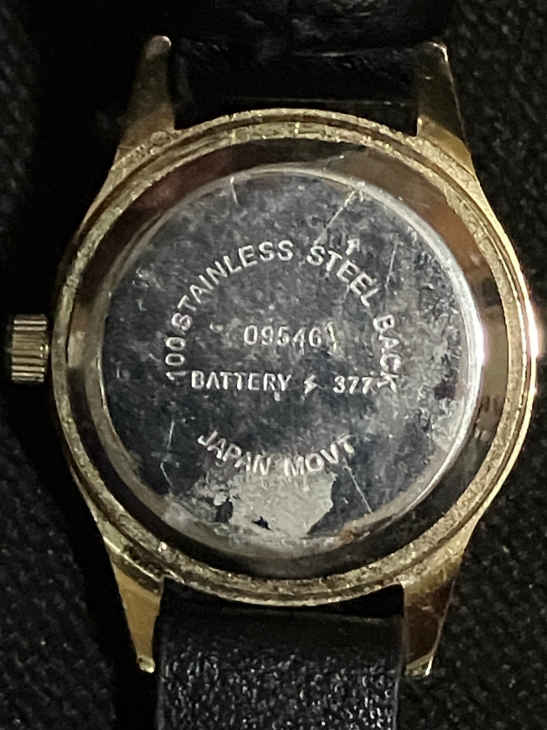 100.STAINLESS STEEL BACK
095461
BATTERY ⚡ 377
JAPAN MOVT